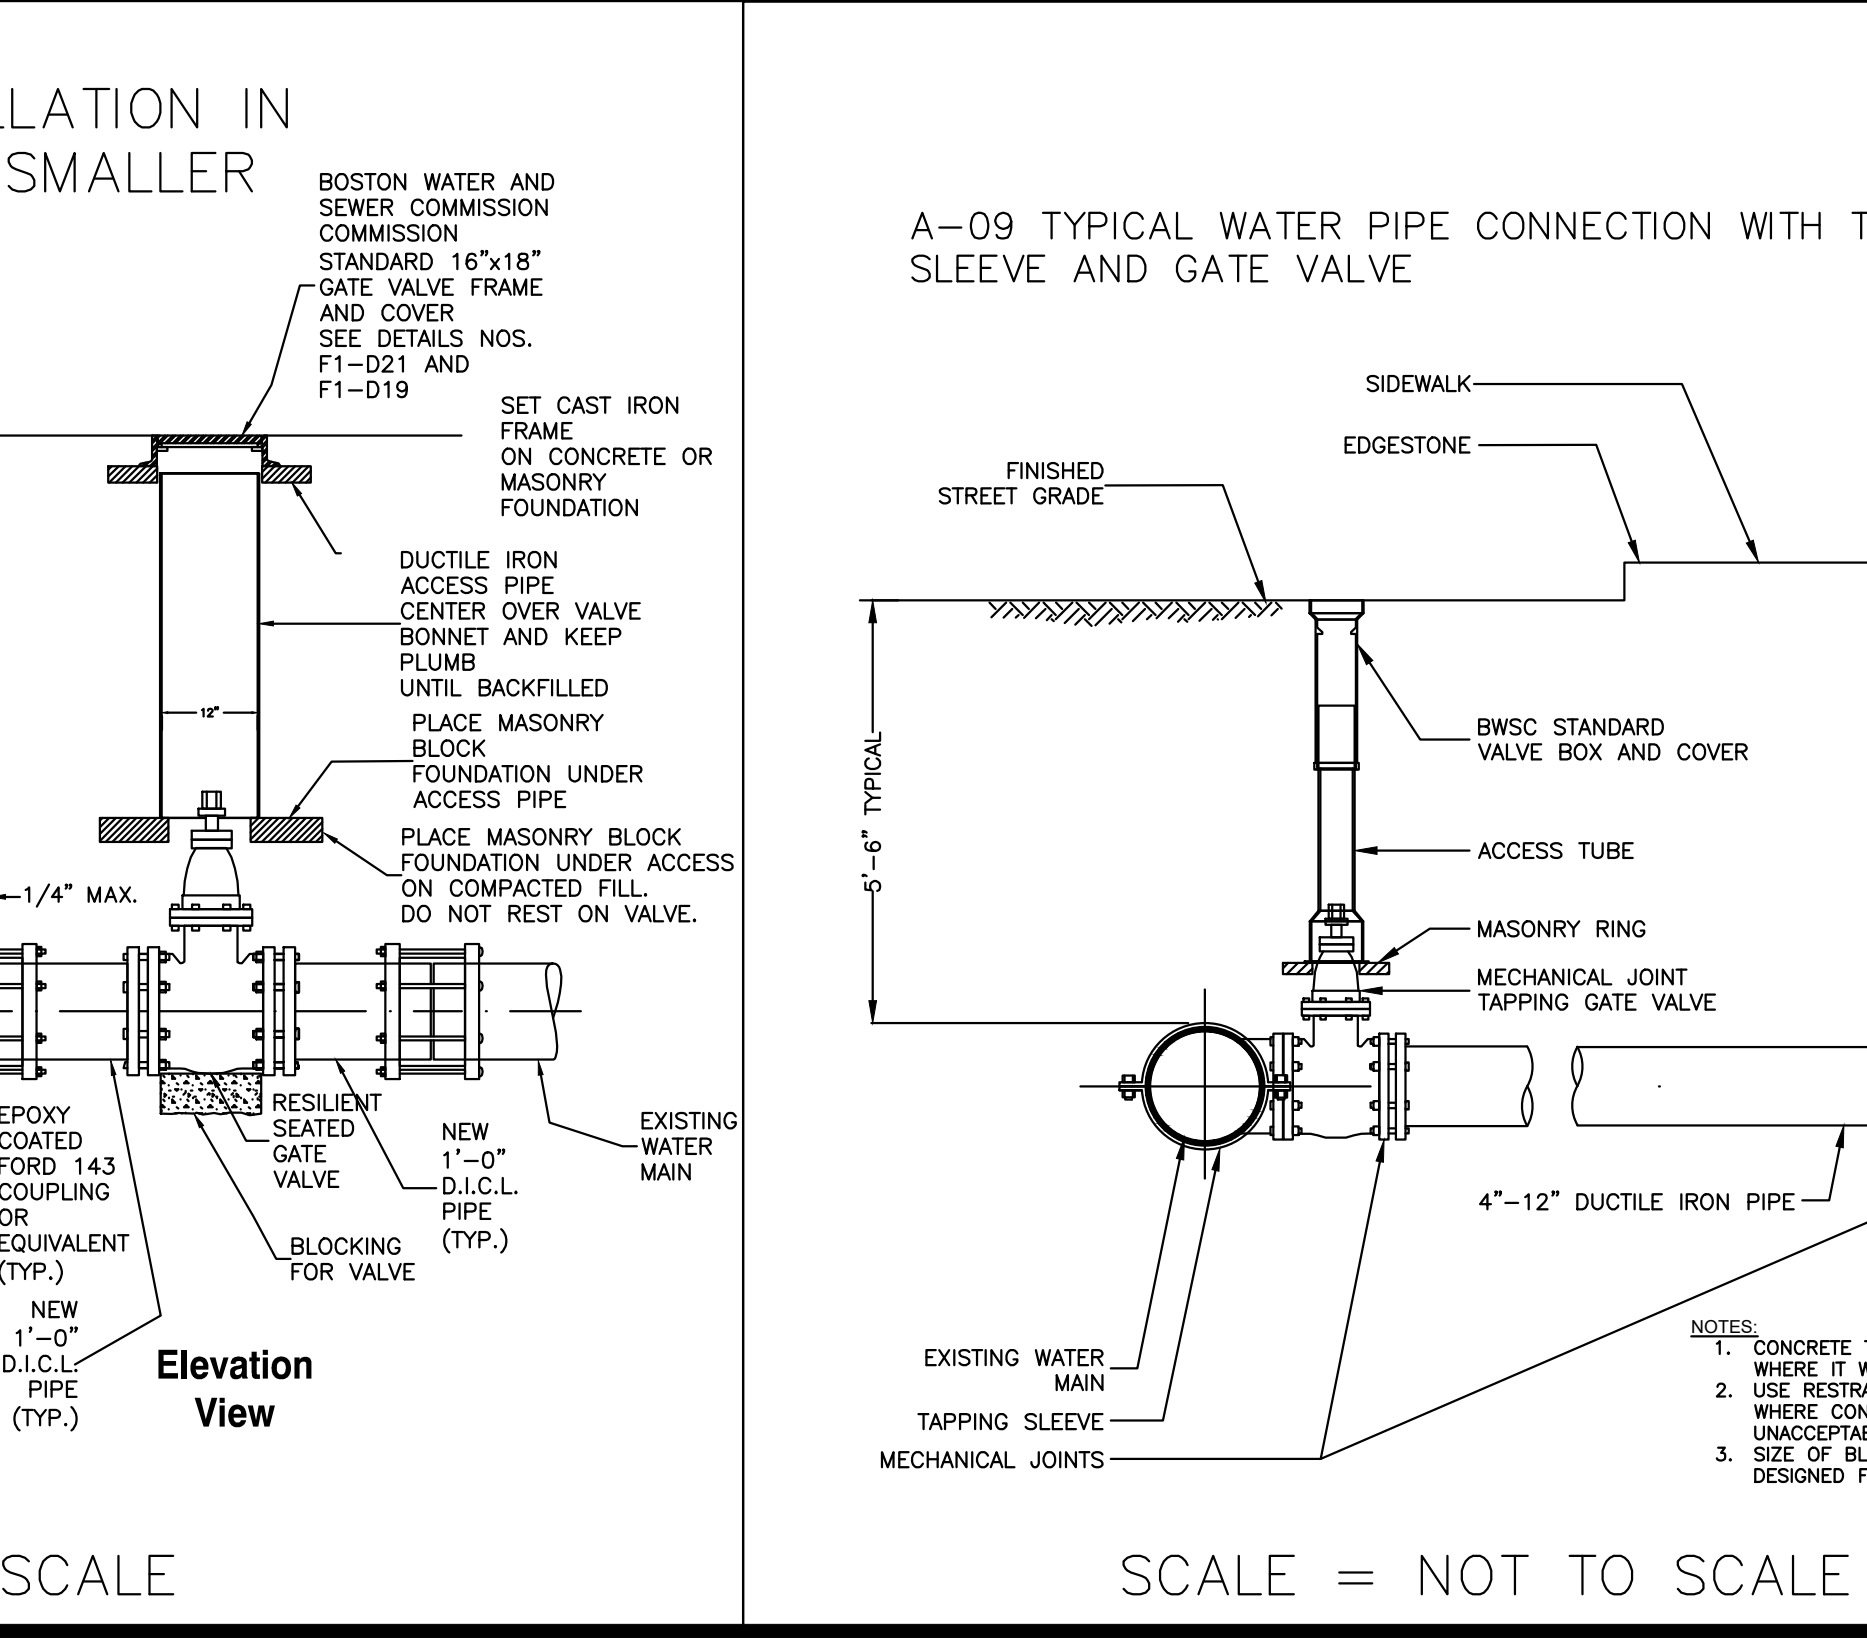 LLATION IN
SMALLER
BOSTON WATER AND
SEWER COMMISSION
COMMISSION
STANDARD 16"x18"
GATE VALVE FRAME
AND COVER
SEE DETAILS NOS.
F1-D21 AND
F1-D19
SET CAST IRON
FRAME
ON CONCRETE OR
MASONRY
FOUNDATION
DUCTILE IRON
ACCESS PIPE
CENTER OVER VALVE
BONNET AND KEEP
PLUMB
UNTIL BACKFILLED
12"
PLACE MASONRY
BLOCK
FOUNDATION UNDER
ACCESS PIPE
PLACE MASONRY BLOCK
FOUNDATION UNDER ACCESS
ON COMPACTED FILL.
DO NOT REST ON VALVE.
1/4" MAX.
EPOXY
COATED
FORD 143
COUPLING
OR
EQUIVALENT
(TYP.)
NEW
1'-0"
D.I.C.L.
PIPE
(TYP.)
RESILIENT
SEATED
GATE
VALVE
BLOCKING
FOR VALVE
NEW
1'-0"
D.I.C.L.
PIPE
(TYP.)
EXISTING
WATER
MAIN
Elevation
View
SCALE
A-09 TYPICAL WATER PIPE CONNECTION WITH T
SLEEVE AND GATE VALVE
SIDEWALK
EDGESTONE
FINISHED
STREET GRADE
5'-6" TYPICAL
BWSC STANDARD
VALVE BOX AND COVER
ACCESS TUBE
MASONRY RING
MECHANICAL JOINT
TAPPING GATE VALVE
4"-12" DUCTILE IRON PIPE
EXISTING WATER
MAIN
TAPPING SLEEVE
MECHANICAL JOINTS
NOTES:
1. CONCRETE T
WHERE IT W
2. USE RESTRA
WHERE CON
UNACCEPTAB
3. SIZE OF BL
DESIGNED F
SCALE = NOT TO SCALE